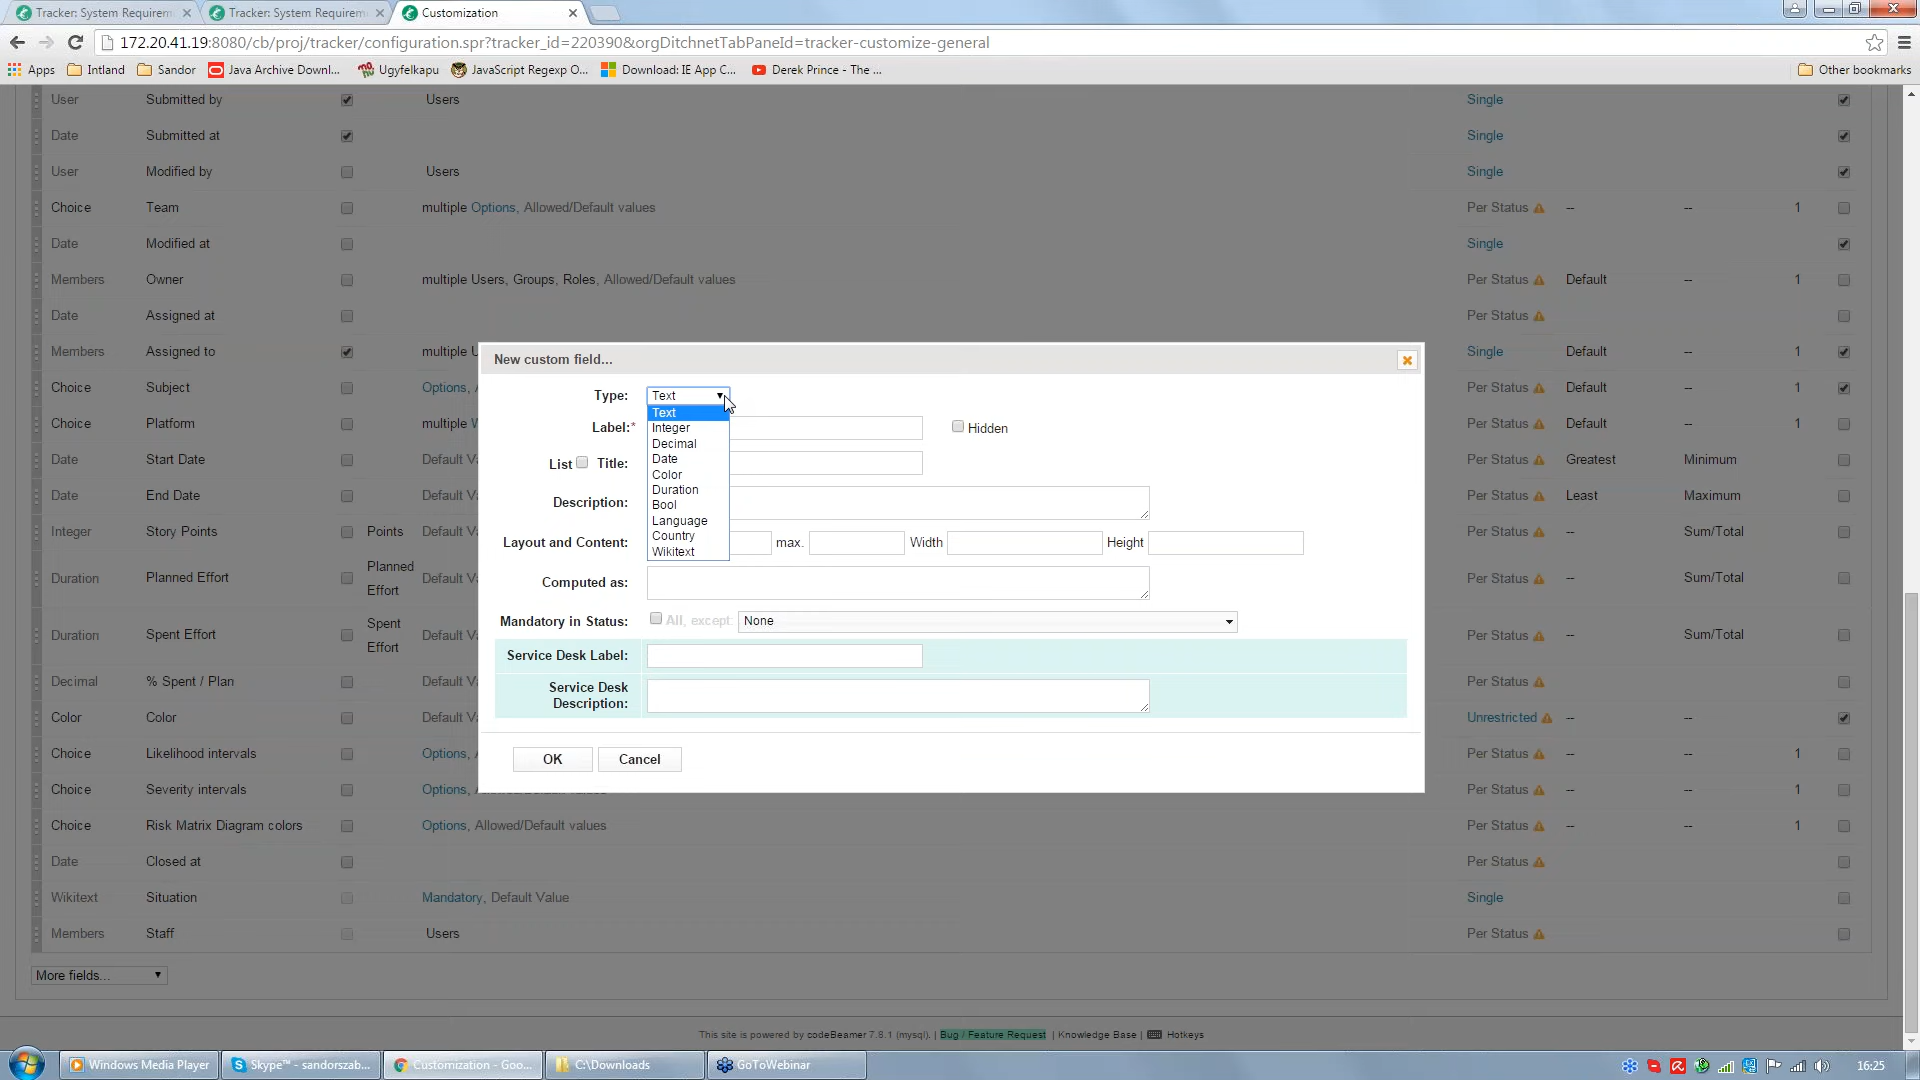 Tracker: System Requirem
Tracker: System Requirem
Customization
172.20.41.19:8080/cb/proj/tracker/configuration.spr?tracker_id=220390&orgDitchnetTabPaneId=tracker-customize-general
Apps Intland Sandor Java Archive Downl... Ugyfelkapu JavaScript Regexp O... Download: IE App C... Derek Prince - The ... Other bookmarks
User Submitted by Users Single
Date Submitted at Single
User Modified by Users Single
Choice Team multiple Options, Allowed/Default values Per Status -- -- 1
Date Modified at Single
Members Owner multiple Users, Groups, Roles, Allowed/Default values Per Status Default -- 1
Date Assigned at Per Status
Members Assigned to multiple U Single Default -- 1
Choice Subject Options, A Single Default -- 1
Choice Platform multiple W Per Status Default -- 1
Date Start Date Default V Per Status Greatest Minimum
Date End Date Default V Per Status Least Maximum
Integer Story Points Points Default V Per Status -- Sum/Total
Duration Planned Effort Planned Effort Default V Per Status -- Sum/Total
Duration Spent Effort Spent Effort Default V Per Status -- Sum/Total
Decimal % Spent / Plan Default V Per Status -- --
Color Color Default V Unrestricted -- --
Choice Likelihood intervals Options, A Per Status -- -- 1
Choice Severity intervals Options, Allowed/Default values Per Status -- -- 1
Choice Risk Matrix Diagram colors Options, Allowed/Default values Per Status -- -- 1
Date Closed at Per Status
Wikitext Situation Mandatory, Default Value Single
Members Staff Users Per Status
More fields...
New custom field...
Type: Text
Text
Integer
Decimal
Date
Color
Duration
Bool
Language
Country
Wikitext
Label:* Hidden
List Title:
Description:
Layout and Content: max. Width Height
Computed as:
Mandatory in Status: All, except: None
Service Desk Label:
Service Desk
Description:
OK Cancel
This site is powered by codeBeamer 7.8.1 (mysql). | Bug / Feature Request | Knowledge Base | Hotkeys
Windows Media Player Skype™ - sandorszab... Customization - Goo... C:\Downloads GoToWebinar 16:25